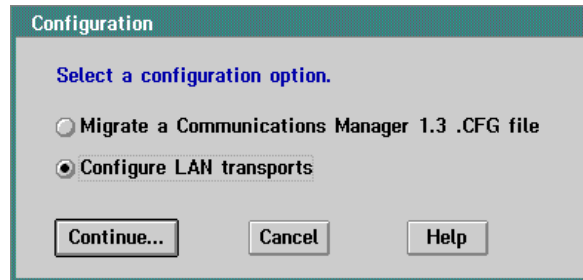 Configuration
Select a configuration option.
Migrate a Communications Manager 1.3 .CFG file
Configure LAN transports
Continue... Cancel Help